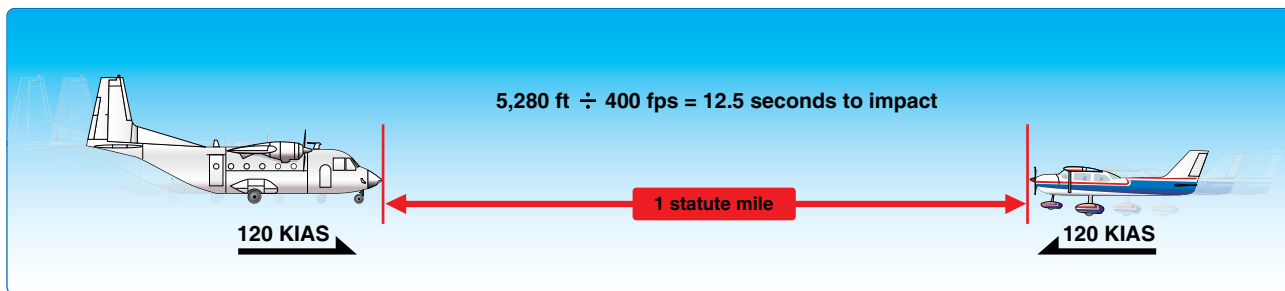 5,280 ft ÷ 400 fps = 12.5 seconds to impact
1 statute mile
120 KIAS
120 KIAS